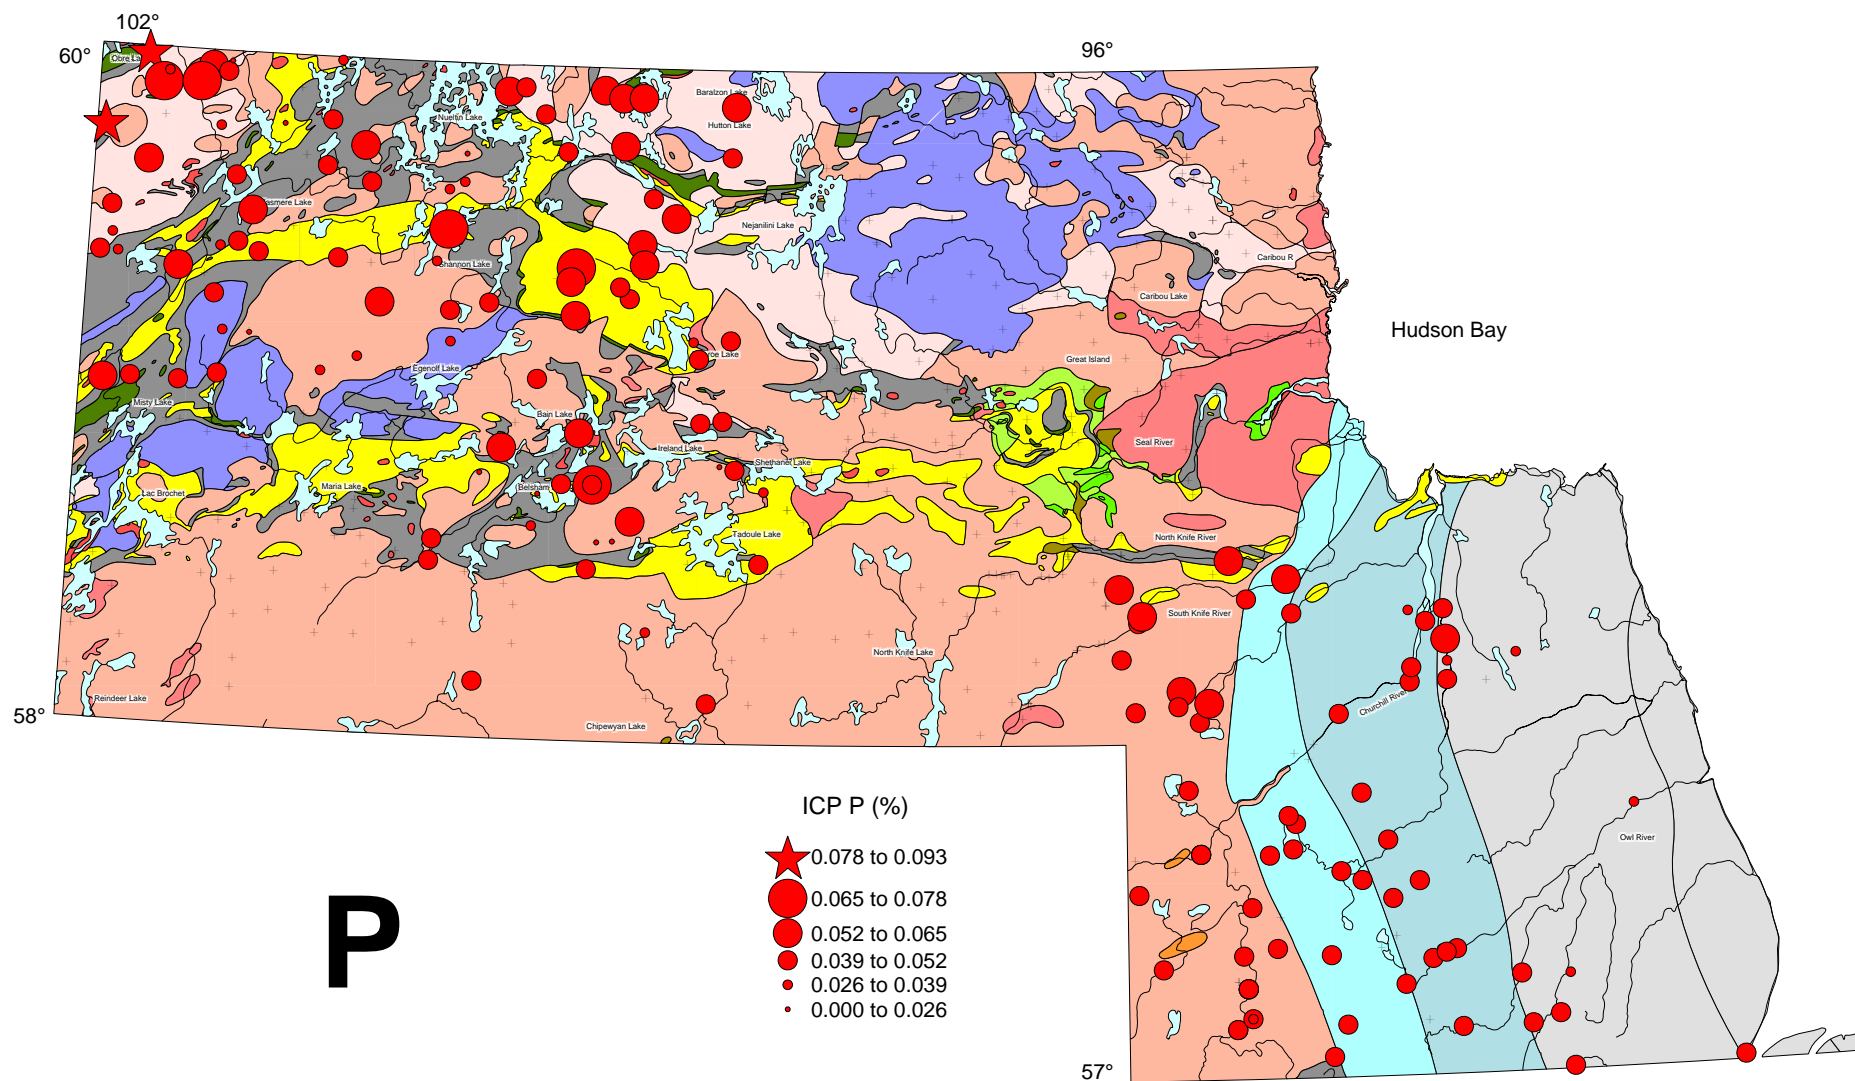 102°
60°
96°
Obre La
Baralzon Lake
Nueltin Lake
Hutton Lake
asmere Lake
Nejanilini Lake
Shannon Lake
Caribou R
Caribou Lake
Hudson Bay
roe Lake
Great Island
Egenolf Lake
Misty Lake
Bain Lake
Seal River
Ireland Lake
Shethanei Lake
Lac Brochet
Maria Lake
Belsham
Tadoule Lake
North Knife River
South Knife River
North Knife Lake
Reindeer Lake
Churchill River
58°
Chipewyan Lake
ICP P (%)
0.078 to 0.093
0.065 to 0.078
0.052 to 0.065
0.039 to 0.052
0.026 to 0.039
0.000 to 0.026
P
Owl River
57°